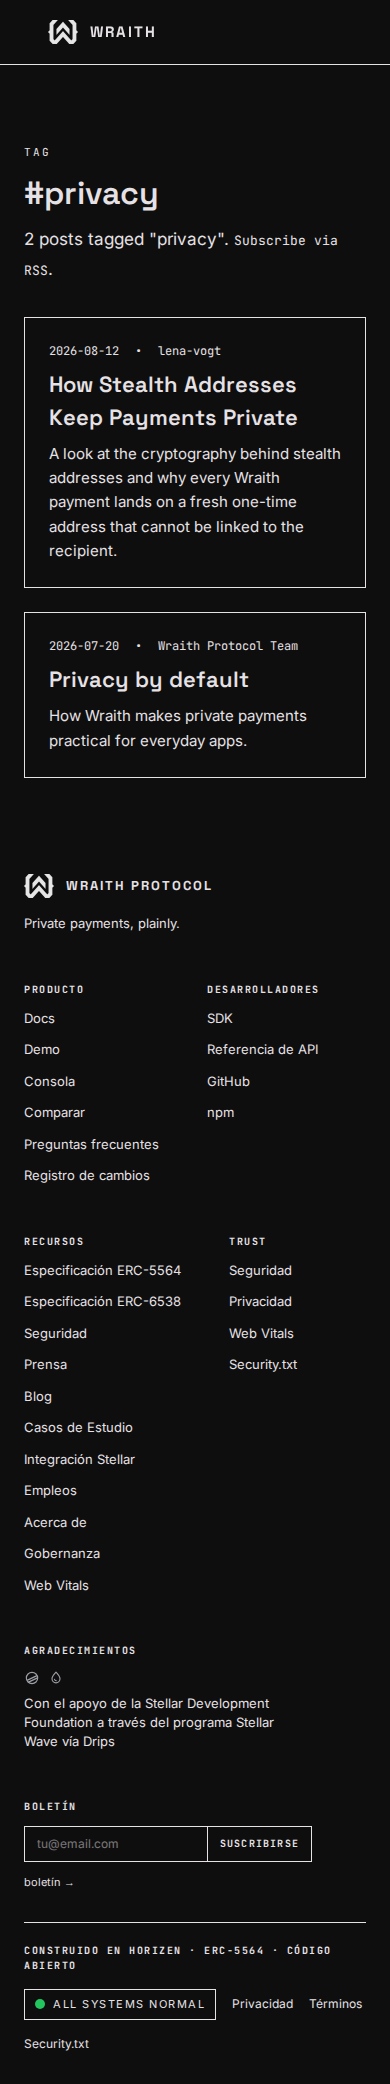 WRAITH
TAG
#privacy
2 posts tagged "privacy". Subscribe via
RSS.
2026-08-12 • lena-vogt
How Stealth Addresses
Keep Payments Private
A look at the cryptography behind stealth
addresses and why every Wraith
payment lands on a fresh one-time
address that cannot be linked to the
recipient.
2026-07-20 • Wraith Protocol Team
Privacy by default
How Wraith makes private payments
practical for everyday apps.
WRAITH PROTOCOL
Private payments, plainly.
PRODUCTO
Docs
Demo
Consola
Comparar
Preguntas frecuentes
Registro de cambios
DESARROLLADORES
SDK
Referencia de API
GitHub
npm
RECURSOS
Especificación ERC-5564
Especificación ERC-6538
Seguridad
Prensa
Blog
Casos de Estudio
Integración Stellar
Empleos
Acerca de
Gobernanza
Web Vitals
TRUST
Seguridad
Privacidad
Web Vitals
Security.txt
AGRADECIMIENTOS
Con el apoyo de la Stellar Development
Foundation a través del programa Stellar
Wave vía Drips
BOLETÍN
tu@email.com
SUSCRIBIRSE
boletín →
CONSTRUIDO EN HORIZEN · ERC-5564 · CÓDIGO
ABIERTO
ALL SYSTEMS NORMAL Privacidad Términos
Security.txt